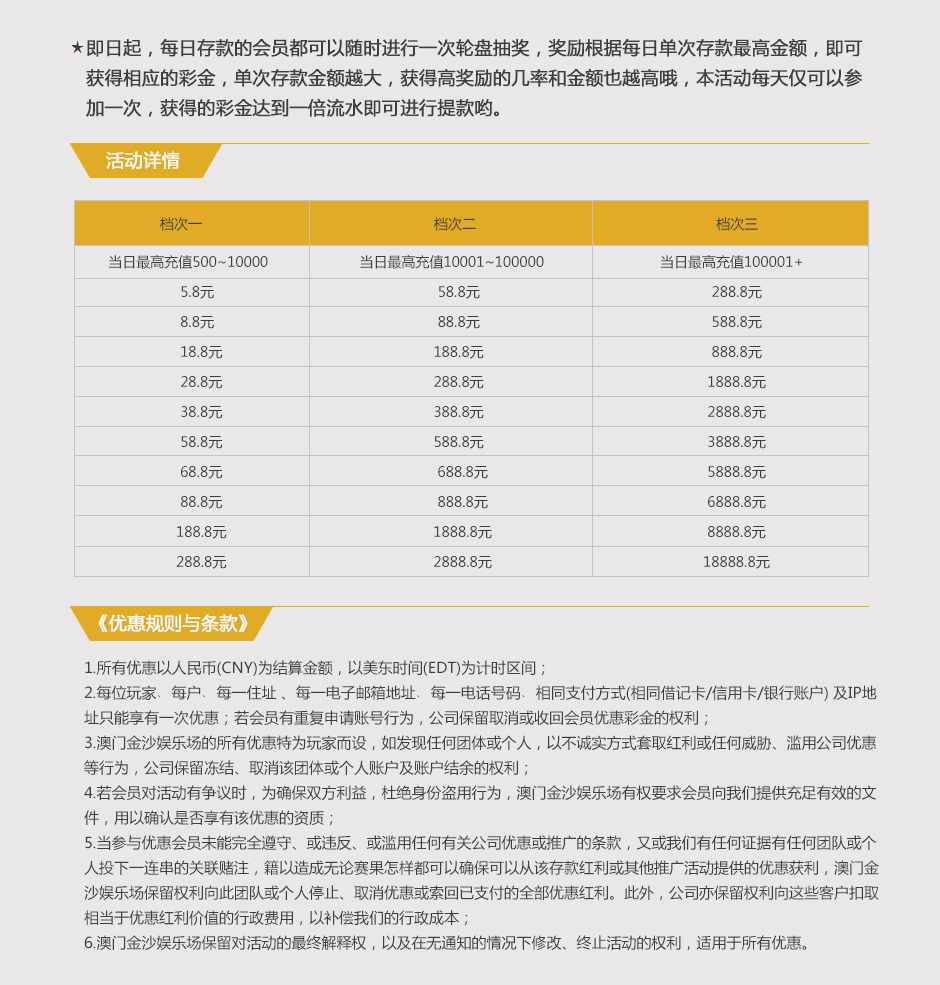 ★即日起，每日存款的会员都可以随时进行一次轮盘抽奖，奖励根据每日单次存款最高金额，即可
获得相应的彩金，单次存款金额越大，获得高奖励的几率和金额也越高哦，本活动每天仅可以参
加一次，获得的彩金达到一倍流水即可进行提款哟。
活动详情
档次一 档次二 档次三
当日最高充值500~10000 当日最高充值10001~100000 当日最高充值100001+
5.8元 58.8元 288.8元
8.8元 88.8元 588.8元
18.8元 188.8元 888.8元
28.8元 288.8元 1888.8元
38.8元 388.8元 2888.8元
58.8元 588.8元 3888.8元
68.8元 688.8元 5888.8元
88.8元 888.8元 6888.8元
188.8元 1888.8元 8888.8元
288.8元 2888.8元 18888.8元
《优惠规则与条款》
1.所有优惠以人民币(CNY)为结算金额，以美东时间(EDT)为计时区间；
2.每位玩家、每户、每一住址 、每一电子邮箱地址、每一电话号码、相同支付方式(相同借记卡/信用卡/银行账户) 及IP地
址只能享有一次优惠；若会员有重复申请账号行为，公司保留取消或收回会员优惠彩金的权利；
3.澳门金沙娱乐场的所有优惠特为玩家而设，如发现任何团体或个人，以不诚实方式套取红利或任何威胁、滥用公司优惠
等行为，公司保留冻结、取消该团体或个人账户及账户结余的权利；
4.若会员对活动有争议时，为确保双方利益，杜绝身份盗用行为，澳门金沙娱乐场有权要求会员向我们提供充足有效的文
件，用以确认是否享有该优惠的资质；
5.当参与优惠会员未能完全遵守、或违反、或滥用任何有关公司优惠或推广的条款，又或我们有任何证据有任何团队或个
人投下一连串的关联赌注，籍以造成无论赛果怎样都可以确保可以从该存款红利或其他推广活动提供的优惠获利，澳门金
沙娱乐场保留权利向此团队或个人停止、取消优惠或索回已支付的全部优惠红利。此外，公司亦保留权利向这些客户扣取
相当于优惠红利价值的行政费用，以补偿我们的行政成本；
6.澳门金沙娱乐场保留对活动的最终解释权，以及在无通知的情况下修改、终止活动的权利，适用于所有优惠。